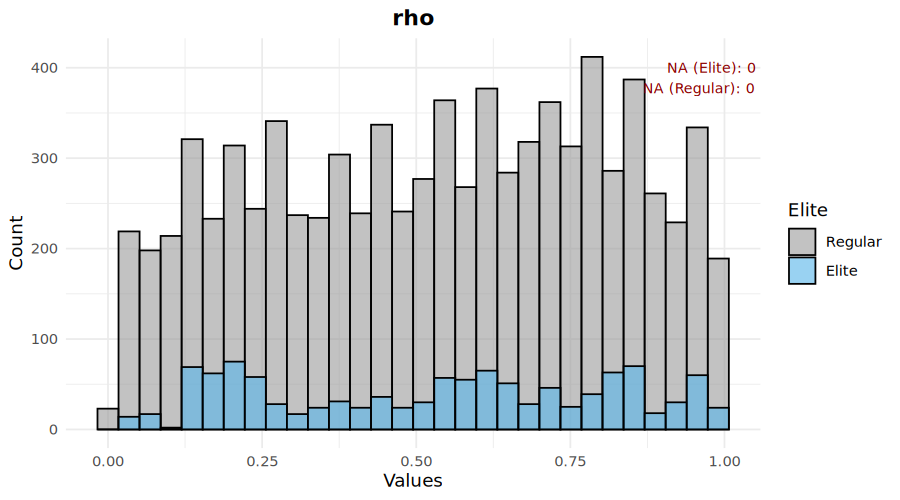 rho
NA (Elite): 0
NA (Regular): 0
400
300
200
100
0
Count
0.00 0.25 0.50 0.75 1.00
Values
Elite
Regular
Elite